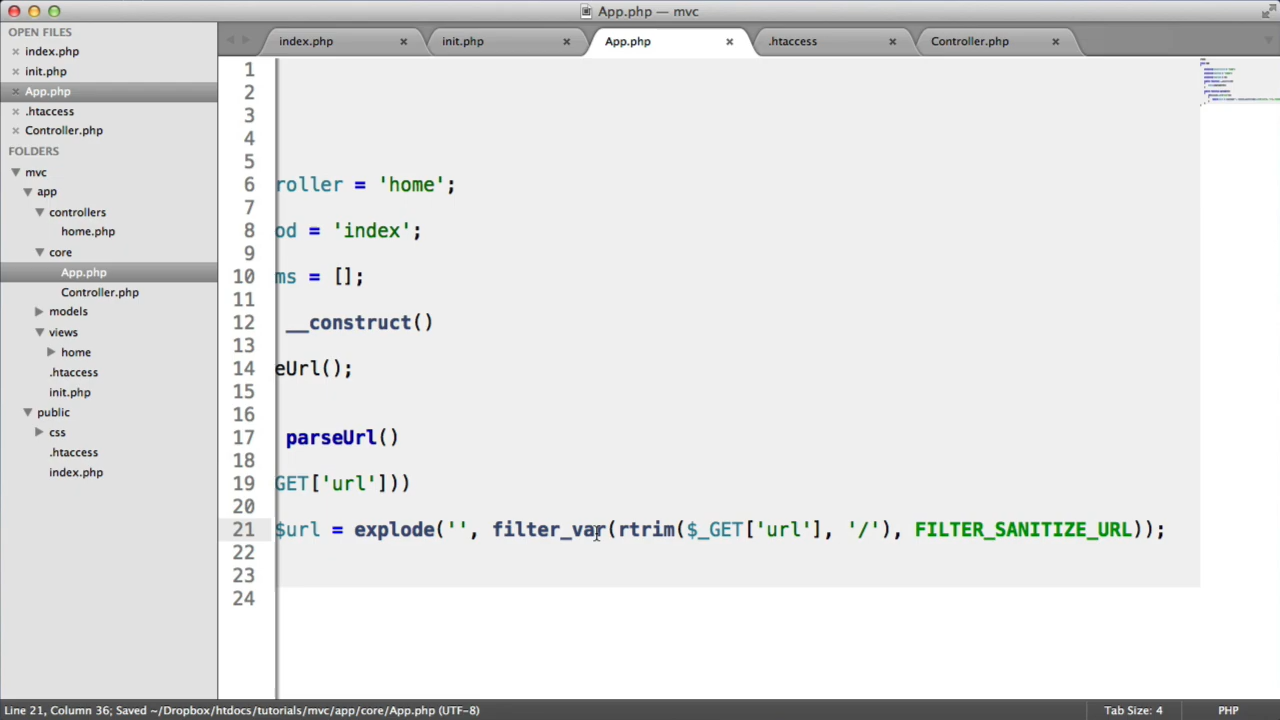 App.php — mvc
OPEN FILES
index.php
init.php
App.php
.htaccess
Controller.php
FOLDERS
mvc
app
controllers
home.php
core
App.php
Controller.php
models
views
home
.htaccess
init.php
public
css
.htaccess
index.php
index.php
init.php
App.php
.htaccess
Controller.php
1
2
3
4
5
6 roller = 'home';
7
8 od = 'index';
9
10 ms = [];
11
12 __construct()
13
14 eUrl();
15
16
17 parseUrl()
18
19 GET['url']))
20
21 $url = explode('', filter_var(rtrim($_GET['url'], '/'), FILTER_SANITIZE_URL));
22
23
24
Line 21, Column 36; Saved ~/Dropbox/htdocs/tutorials/mvc/app/core/App.php (UTF-8)
Tab Size: 4
PHP